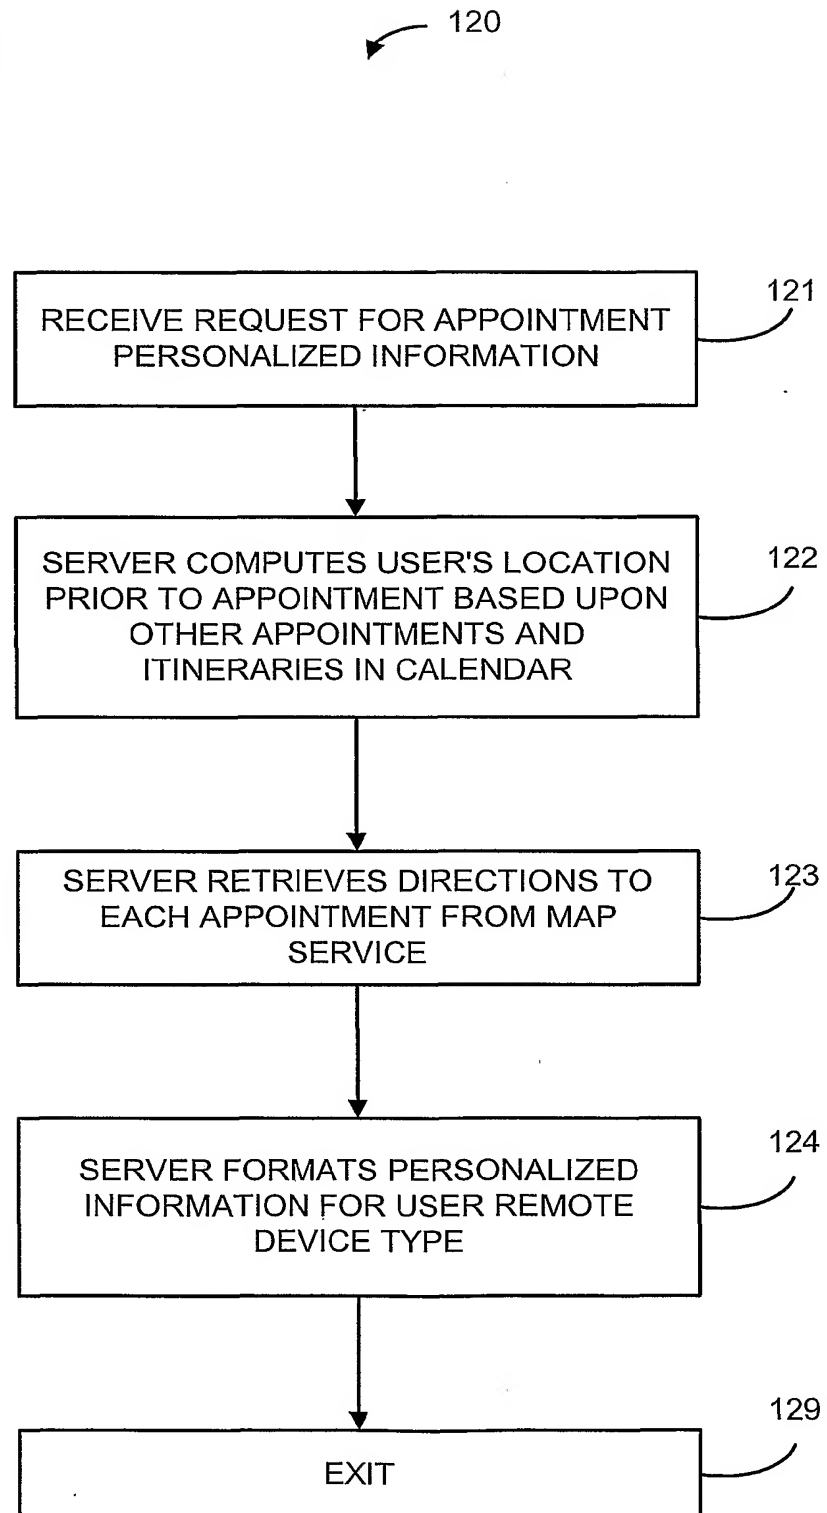 120
121
RECEIVE REQUEST FOR APPOINTMENT
PERSONALIZED INFORMATION
122
SERVER COMPUTES USER'S LOCATION
PRIOR TO APPOINTMENT BASED UPON
OTHER APPOINTMENTS AND
ITINERARIES IN CALENDAR
123
SERVER RETRIEVES DIRECTIONS TO
EACH APPOINTMENT FROM MAP
SERVICE
124
SERVER FORMATS PERSONALIZED
INFORMATION FOR USER REMOTE
DEVICE TYPE
129
EXIT